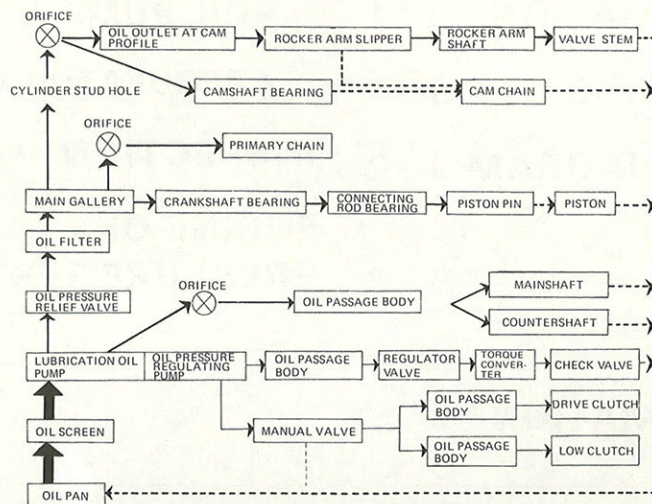 ORIFICE
OIL OUTLET AT CAM
PROFILE
ROCKER ARM SLIPPER
ROCKER ARM
SHAFT
VALVE STEM
CYLINDER STUD HOLE
CAMSHAFT BEARING
CAM CHAIN
ORIFICE
PRIMARY CHAIN
MAIN GALLERY
CRANKSHAFT BEARING
CONNECTING
ROD BEARING
PISTON PIN
PISTON
OIL FILTER
OIL PRESSURE
RELIEF VALVE
ORIFICE
OIL PASSAGE BODY
MAINSHAFT
COUNTERSHAFT
LUBRICATION OIL
PUMP
OIL PRESSURE
REGULATING
PUMP
OIL PASSAGE
BODY
REGULATOR
VALVE
TORQUE
CONVER-
TER
CHECK VALVE
OIL PASSAGE
BODY
DRIVE CLUTCH
OIL SCREEN
MANUAL VALVE
OIL PASSAGE
BODY
LOW CLUTCH
OIL PAN